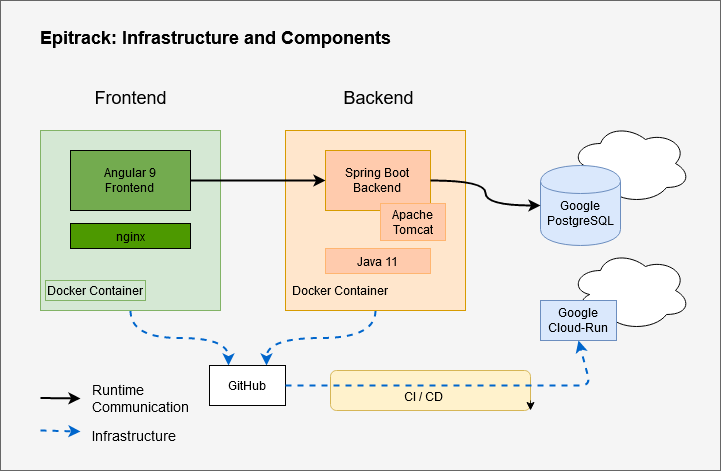 Epitrack: Infrastructure and Components
Frontend
Backend
Angular 9
Frontend
nginx
Docker Container
Spring Boot
Backend
Apache
Tomcat
Java 11
Docker Container
Google
PostgreSQL
Google
Cloud-Run
GitHub
CI / CD
Runtime
Communication
Infrastructure